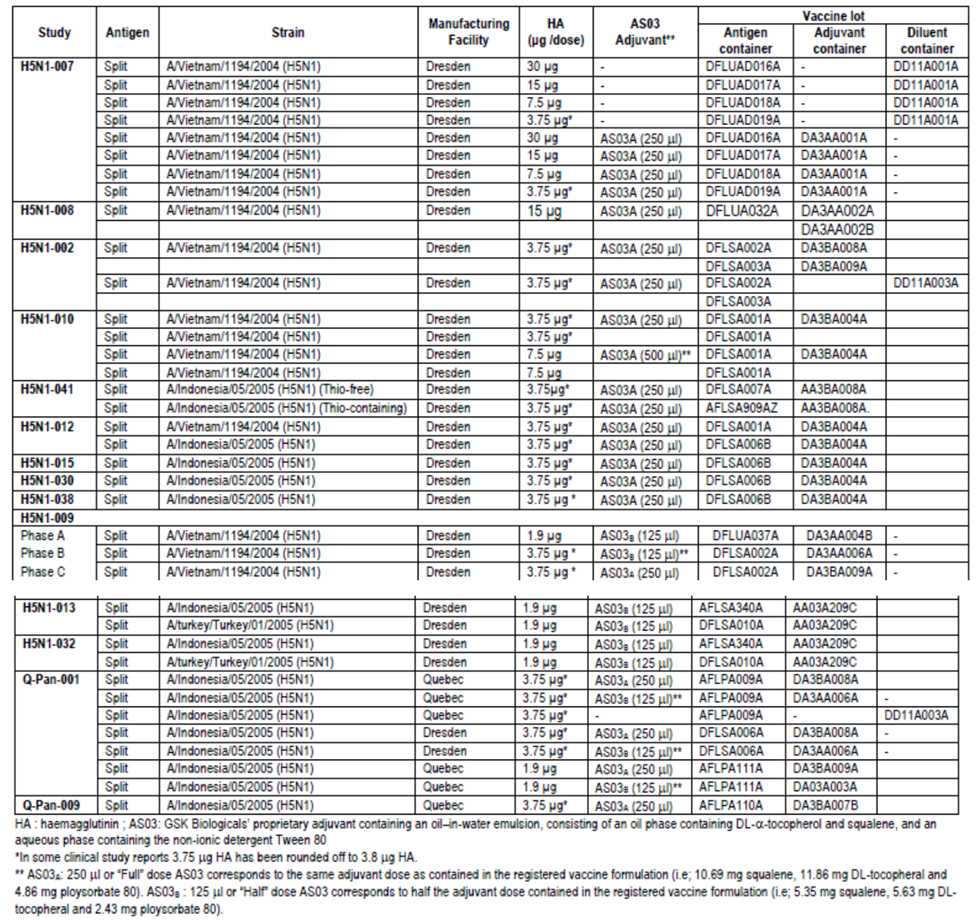 Study Antigen Strain Manufacturing Facility HA (µg /dose) AS03 Adjuvant** Vaccine lot
Antigen container Adjuvant container Diluent container
H5N1-007 Split A/Vietnam/1194/2004 (H5N1) Dresden 30 µg - DFLUAD016A - DD11A001A
Split A/Vietnam/1194/2004 (H5N1) Dresden 15 µg - DFLUAD017A - DD11A001A
Split A/Vietnam/1194/2004 (H5N1) Dresden 7.5 µg - DFLUAD018A - DD11A001A
Split A/Vietnam/1194/2004 (H5N1) Dresden 3.75 µg* - DFLUAD019A - DD11A001A
Split A/Vietnam/1194/2004 (H5N1) Dresden 30 µg AS03A (250 µl) DFLUAD016A DA3AA001A -
Split A/Vietnam/1194/2004 (H5N1) Dresden 15 µg AS03A (250 µl) DFLUAD017A DA3AA001A -
Split A/Vietnam/1194/2004 (H5N1) Dresden 7.5 µg AS03A (250 µl) DFLUAD018A DA3AA001A -
Split A/Vietnam/1194/2004 (H5N1) Dresden 3.75 µg* AS03A (250 µl) DFLUAD019A DA3AA001A -
H5N1-008 Split A/Vietnam/1194/2004 (H5N1) Dresden 15 µg AS03A (250 µl) DFLUA032A DA3AA002A
DA3AA002B
H5N1-002 Split A/Vietnam/1194/2004 (H5N1) Dresden 3.75 µg* AS03A (250 µl) DFLSA002A DA3BA008A
DFLSA003A DA3BA009A
Split A/Vietnam/1194/2004 (H5N1) Dresden 3.75 µg* AS03A (250 µl) DFLSA002A DD11A003A
DFLSA003A
H5N1-010 Split A/Vietnam/1194/2004 (H5N1) Dresden 3.75 µg* AS03A (250 µl) DFLSA001A DA3BA004A
Split A/Vietnam/1194/2004 (H5N1) Dresden 3.75 µg* DFLSA001A
Split A/Vietnam/1194/2004 (H5N1) Dresden 7.5 µg AS03A (500 µl)** DFLSA001A DA3BA004A
Split A/Vietnam/1194/2004 (H5N1) Dresden 7.5 µg DFLSA001A
H5N1-041 Split A/Indonesia/05/2005 (H5N1) (Thio-free) Dresden 3.75µg* AS03A (250 µl) DFLSA007A AA3BA008A
Split A/Indonesia/05/2005 (H5N1) (Thio-containing) Dresden 3.75 µg* AS03A (250 µl) AFLSA909AZ AA3BA008A.
H5N1-012 Split A/Vietnam/1194/2004 (H5N1) Dresden 3.75 µg* AS03A (250 µl) DFLSA001A DA3BA004A
Split A/Indonesia/05/2005 (H5N1) Dresden 3.75 µg* AS03A (250 µl) DFLSA006B DA3BA004A
H5N1-015 Split A/Indonesia/05/2005 (H5N1) Dresden 3.75 µg* AS03A (250 µl) DFLSA006B DA3BA004A
H5N1-030 Split A/Indonesia/05/2005 (H5N1) Dresden 3.75 µg* AS03A (250 µl) DFLSA006B DA3BA004A
H5N1-038 Split A/Indonesia/05/2005 (H5N1) Dresden 3.75 µg * AS03A (250 µl) DFLSA006B DA3BA004A
H5N1-009
Phase A Split A/Vietnam/1194/2004 (H5N1) Dresden 1.9 µg AS03B (125 µl) DFLUA037A DA3AA004B -
Phase B Split A/Vietnam/1194/2004 (H5N1) Dresden 3.75 µg * AS03B (125 µl)** DFLSA002A DA3AA006A -
Phase C Split A/Vietnam/1194/2004 (H5N1) Dresden 3.75 µg * AS03A (250 µl) DFLSA002A DA3BA009A -
H5N1-013 Split A/Indonesia/05/2005 (H5N1) Dresden 1.9 µg AS03B (125 µl) AFLSA340A AA03A209C
Split A/turkey/Turkey/01/2005 (H5N1) Dresden 1.9 µg AS03B (125 µl) DFLSA010A AA03A209C
H5N1-032 Split A/Indonesia/05/2005 (H5N1) Dresden 1.9 µg AS03B (125 µl) AFLSA340A AA03A209C
Split A/turkey/Turkey/01/2005 (H5N1) Dresden 1.9 µg AS03B (125 µl) DFLSA010A AA03A209C
Q-Pan-001 Split A/Indonesia/05/2005 (H5N1) Quebec 3.75 µg* AS03A (250 µl) AFLPA009A DA3BA008A
Split A/Indonesia/05/2005 (H5N1) Quebec 3.75 µg* AS03B (125 µl)** AFLPA009A DA3AA006A -
Split A/Indonesia/05/2005 (H5N1) Quebec 3.75 µg* - AFLPA009A - DD11A003A
Split A/Indonesia/05/2005 (H5N1) Dresden 3.75 µg* AS03A (250 µl) DFLSA006A DA3BA008A -
Split A/Indonesia/05/2005 (H5N1) Dresden 3.75 µg* AS03B (125 µl)** DFLSA006A DA3AA006A -
Split A/Indonesia/05/2005 (H5N1) Quebec 1.9 µg AS03A (250 µl) AFLPA111A DA3BA009A
Split A/Indonesia/05/2005 (H5N1) Quebec 1.9 µg AS03B (125 µl)** AFLPA111A DA03A003A
Q-Pan-009 Split A/Indonesia/05/2005 (H5N1) Quebec 3.75 µg* AS03A (250 µl) AFLPA110A DA3BA007B
HA : haemagglutinin ; AS03: GSK Biologicals' proprietary adjuvant containing an oil–in-water emulsion, consisting of an oil phase containing DL-α-tocopherol and squalene, and an
aqueous phase containing the non-ionic detergent Tween 80
*In some clinical study reports 3.75 µg HA has been rounded off to 3.8 µg HA.
** AS03A: 250 µl or “Full” dose AS03 corresponds to the same adjuvant dose as contained in the registered vaccine formulation (i.e; 10.69 mg squalene, 11.86 mg DL-tocopheral and
4.86 mg ploysorbate 80). AS03B : 125 µl or “Half” dose AS03 corresponds to half the adjuvant dose contained in the registered vaccine formulation (i.e; 5.35 mg squalene, 5.63 mg DL-
tocopheral and 2.43 mg ploysorbate 80).